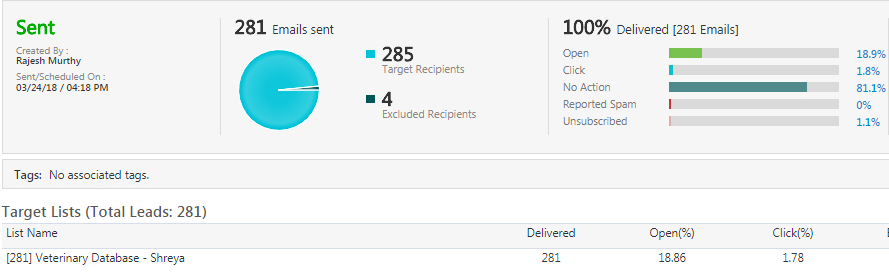 Sent
Created By :
Rajesh Murthy
Sent/Scheduled On :
03/24/18 / 04:18 PM
281 Emails sent
285
Target Recipients
4
Excluded Recipients
100% Delivered [281 Emails]
Open 18.9%
Click 1.8%
No Action 81.1%
Reported Spam 0%
Unsubscribed 1.1%
Tags: No associated tags.
Target Lists (Total Leads: 281)
List Name Delivered Open(%) Click(%)
[281] Veterinary Database - Shreya 281 18.86 1.78